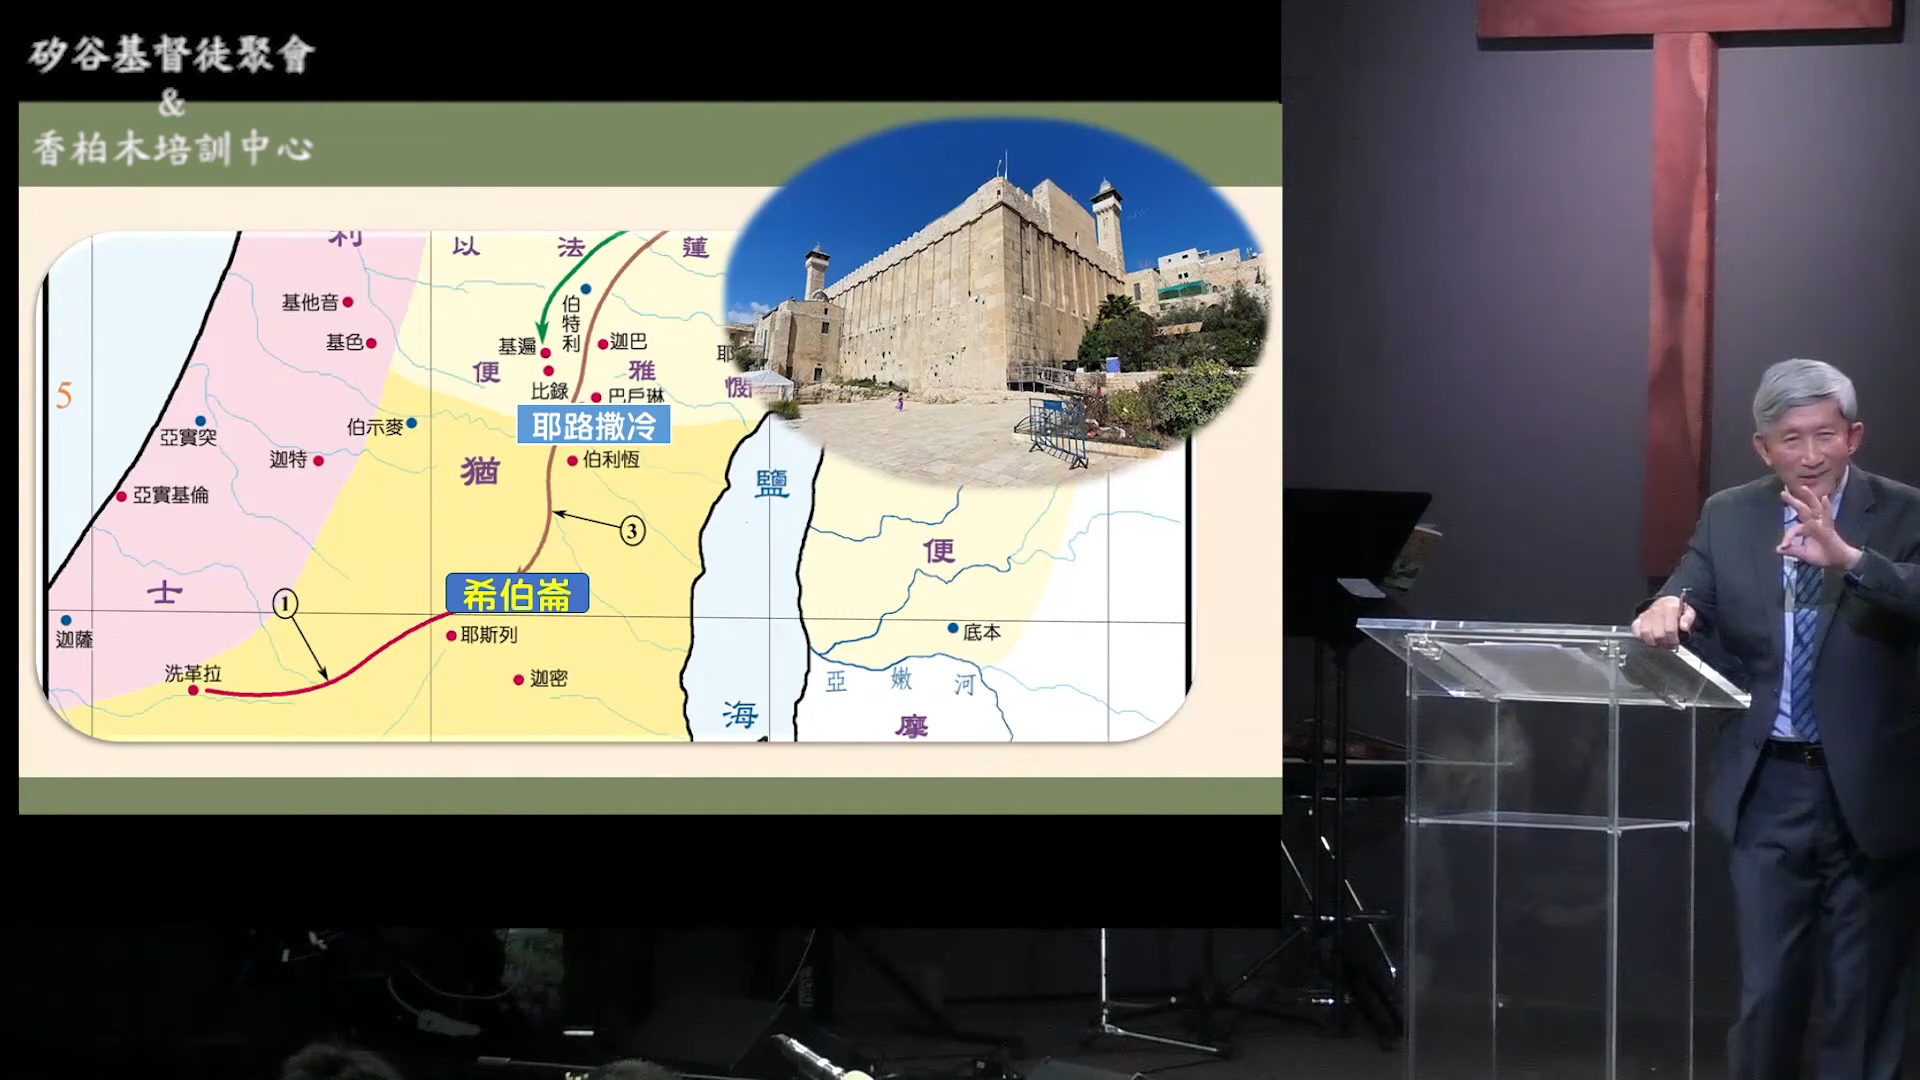 矽谷基督徒聚會
&
香柏木培訓中心
利
以法蓮
伯特利
基他音
基色
基遍
迦巴
耶
便雅憫
比錄
巴戶琳
耶路撒冷
5
亞實突
伯示麥
迦特
伯利恆
猶
鹽海
亞實基倫
3
便
士
1
希伯崙
迦薩
耶斯列
底本
洗革拉
迦密
亞嫩河
摩